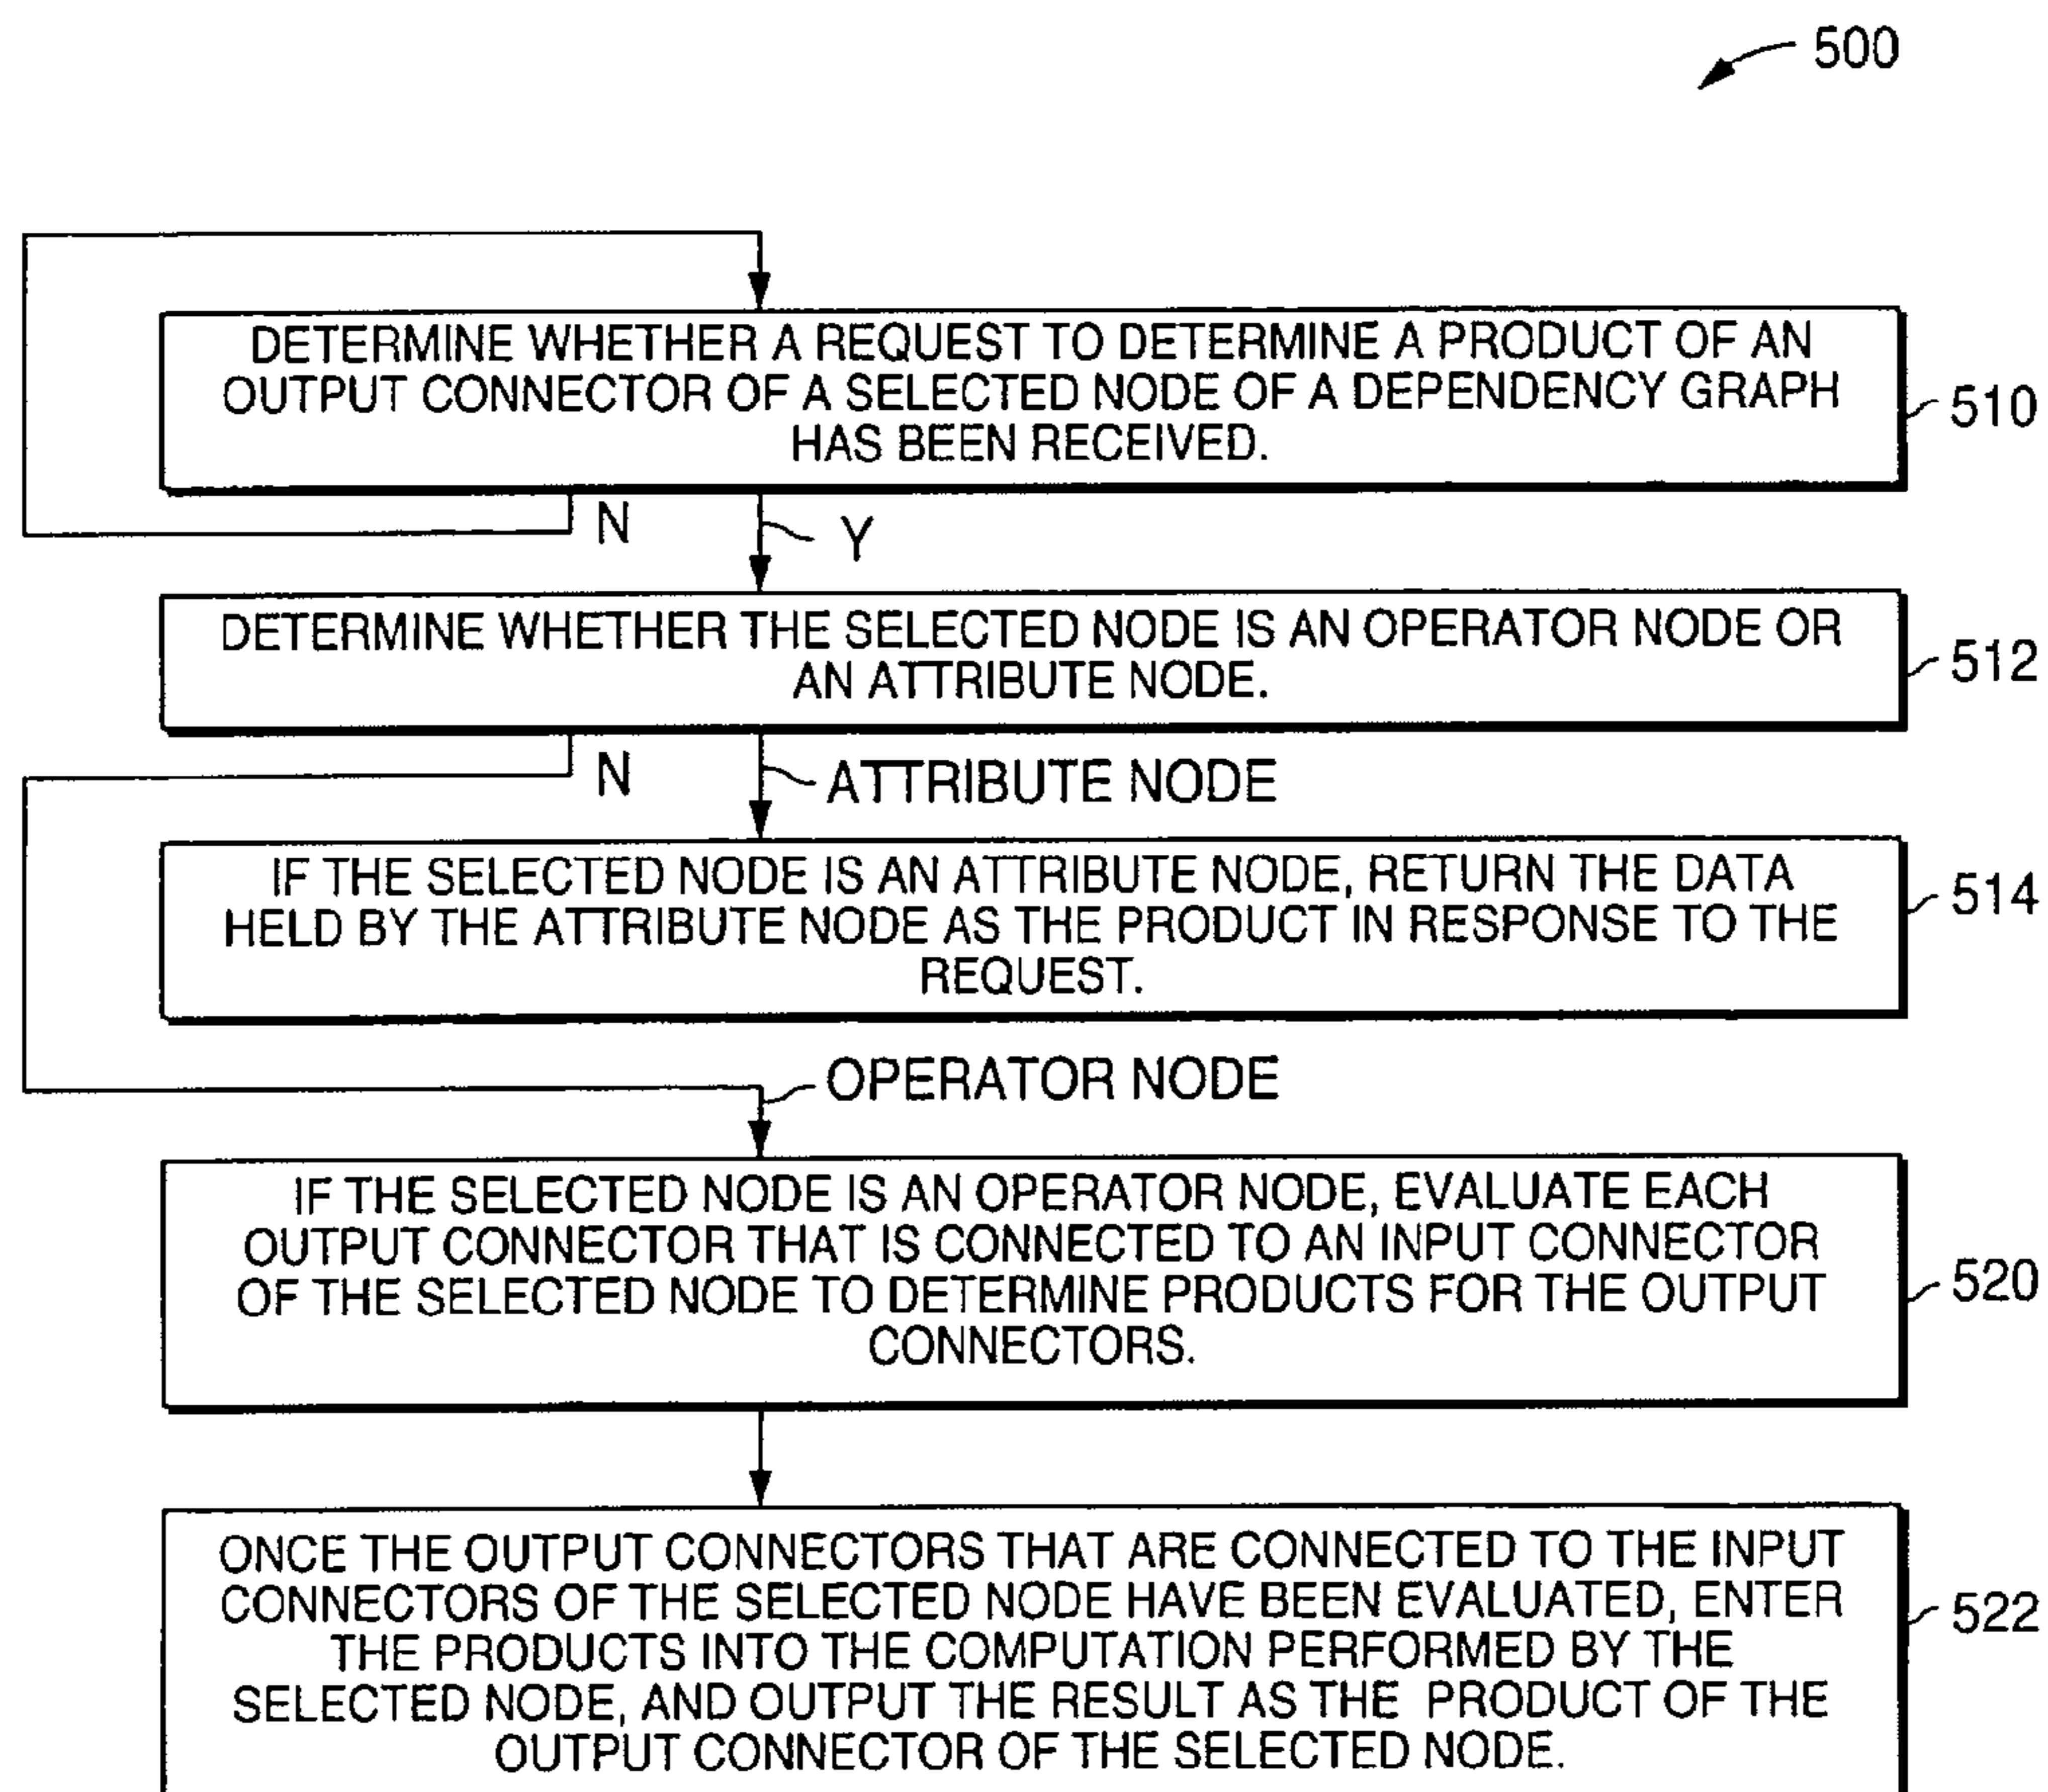 500
DETERMINE WHETHER A REQUEST TO DETERMINE A PRODUCT OF AN
OUTPUT CONNECTOR OF A SELECTED NODE OF A DEPENDENCY GRAPH
HAS BEEN RECEIVED.
510
N
Y
DETERMINE WHETHER THE SELECTED NODE IS AN OPERATOR NODE OR
AN ATTRIBUTE NODE.
512
N
ATTRIBUTE NODE
IF THE SELECTED NODE IS AN ATTRIBUTE NODE, RETURN THE DATA
HELD BY THE ATTRIBUTE NODE AS THE PRODUCT IN RESPONSE TO THE
REQUEST.
514
OPERATOR NODE
IF THE SELECTED NODE IS AN OPERATOR NODE, EVALUATE EACH
OUTPUT CONNECTOR THAT IS CONNECTED TO AN INPUT CONNECTOR
OF THE SELECTED NODE TO DETERMINE PRODUCTS FOR THE OUTPUT
CONNECTORS.
520
ONCE THE OUTPUT CONNECTORS THAT ARE CONNECTED TO THE INPUT
CONNECTORS OF THE SELECTED NODE HAVE BEEN EVALUATED, ENTER
THE PRODUCTS INTO THE COMPUTATION PERFORMED BY THE
SELECTED NODE, AND OUTPUT THE RESULT AS THE PRODUCT OF THE
OUTPUT CONNECTOR OF THE SELECTED NODE.
522